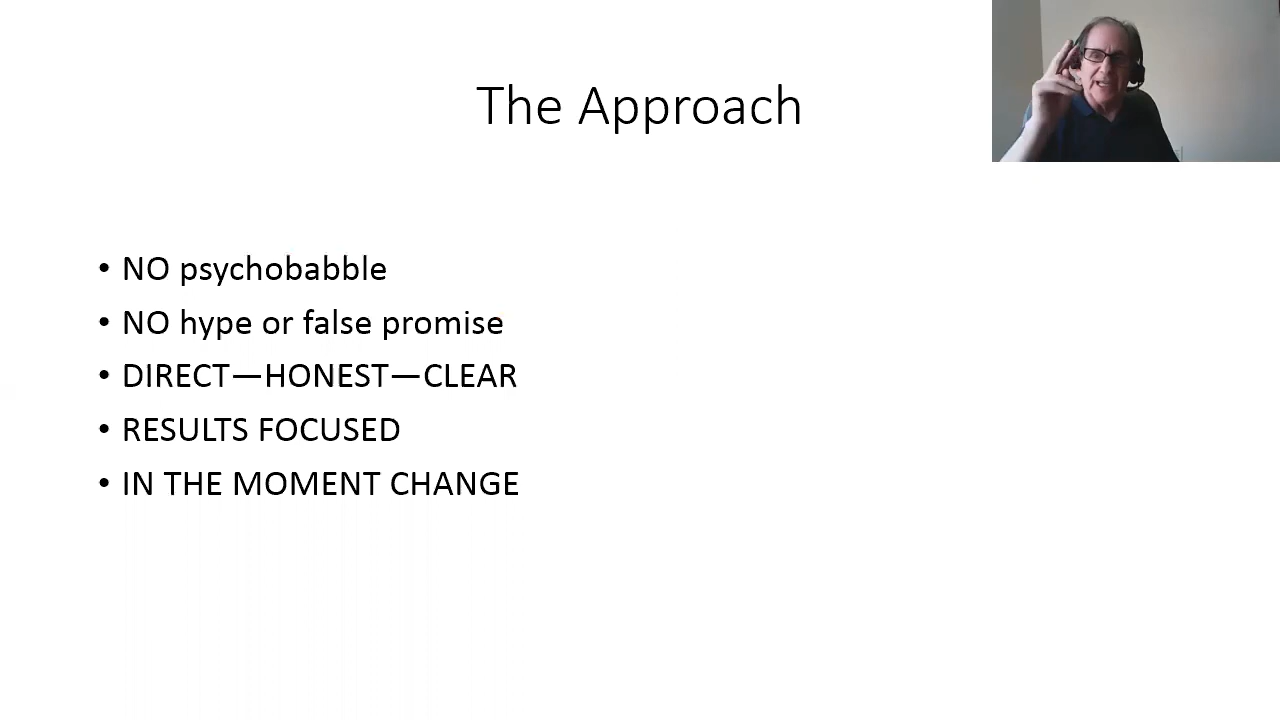 The Approach
• NO psychobabble
• NO hype or false promise
• DIRECT—HONEST—CLEAR
• RESULTS FOCUSED
• IN THE MOMENT CHANGE